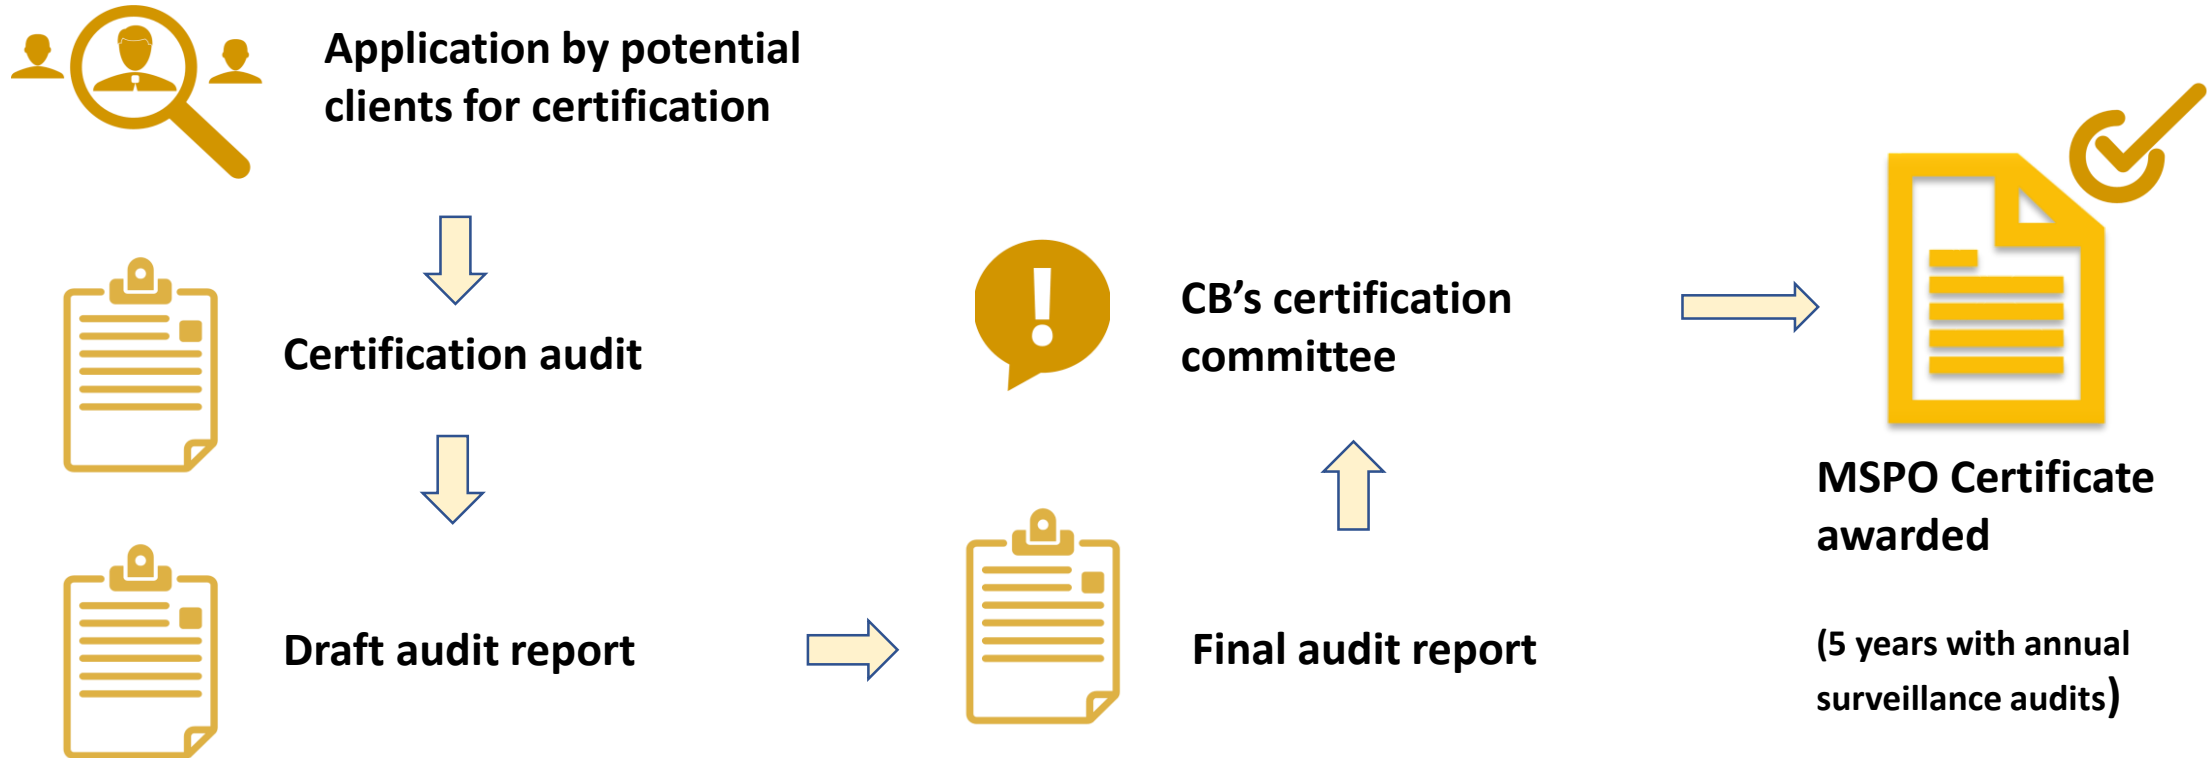 Application by potential
clients for certification
Certification audit
Draft audit report
Final audit report
CB’s certification
committee
MSPO Certificate
awarded
(5 years with annual
surveillance audits)